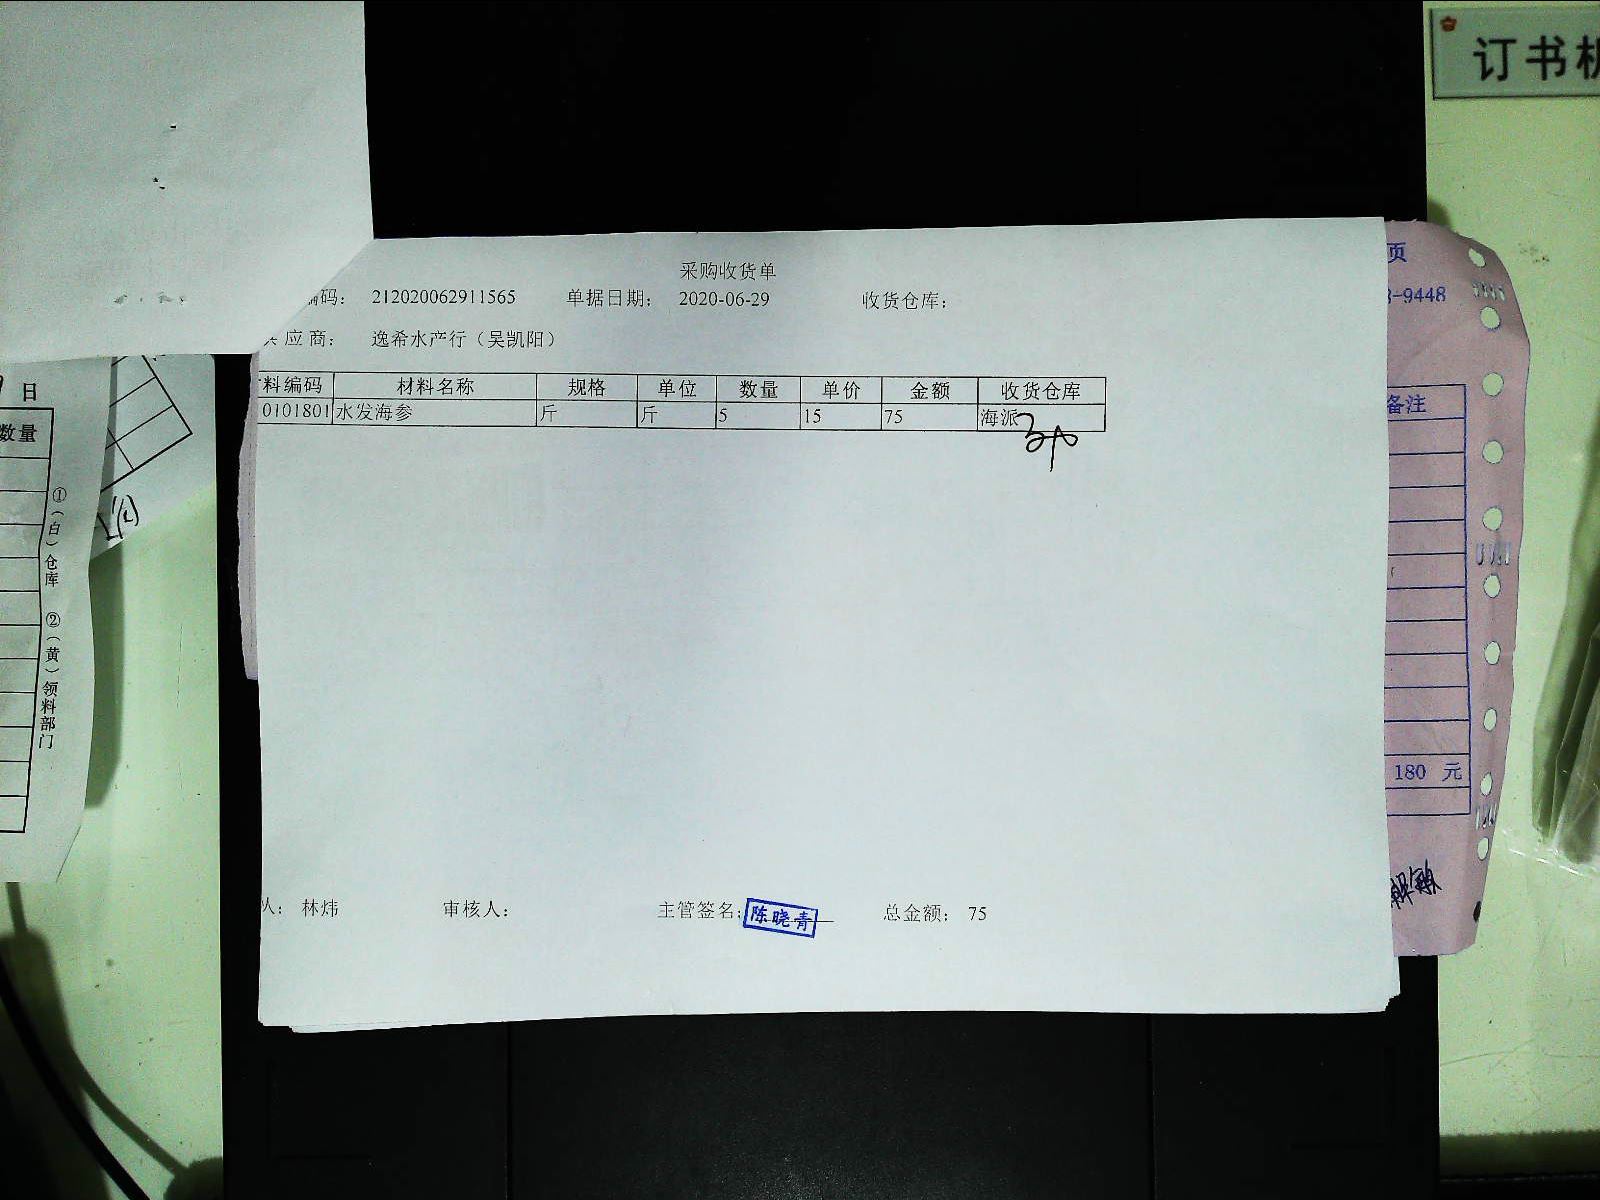 订书机
采购收货单
编码： 212020062911565 单据日期： 2020-06-29 收货仓库：
应商： 逸希水产行（吴凯阳）
料编码 材料名称 规格 单位 数量 单价 金额 收货仓库
0101801 水发海参 斤 斤 5 15 75 海派
人： 林炜 审核人： 主管签名： 陈晓青 总金额： 75
日
数量
①（白）仓库 ②（黄）领料部门
页
-9448
备注
180 元